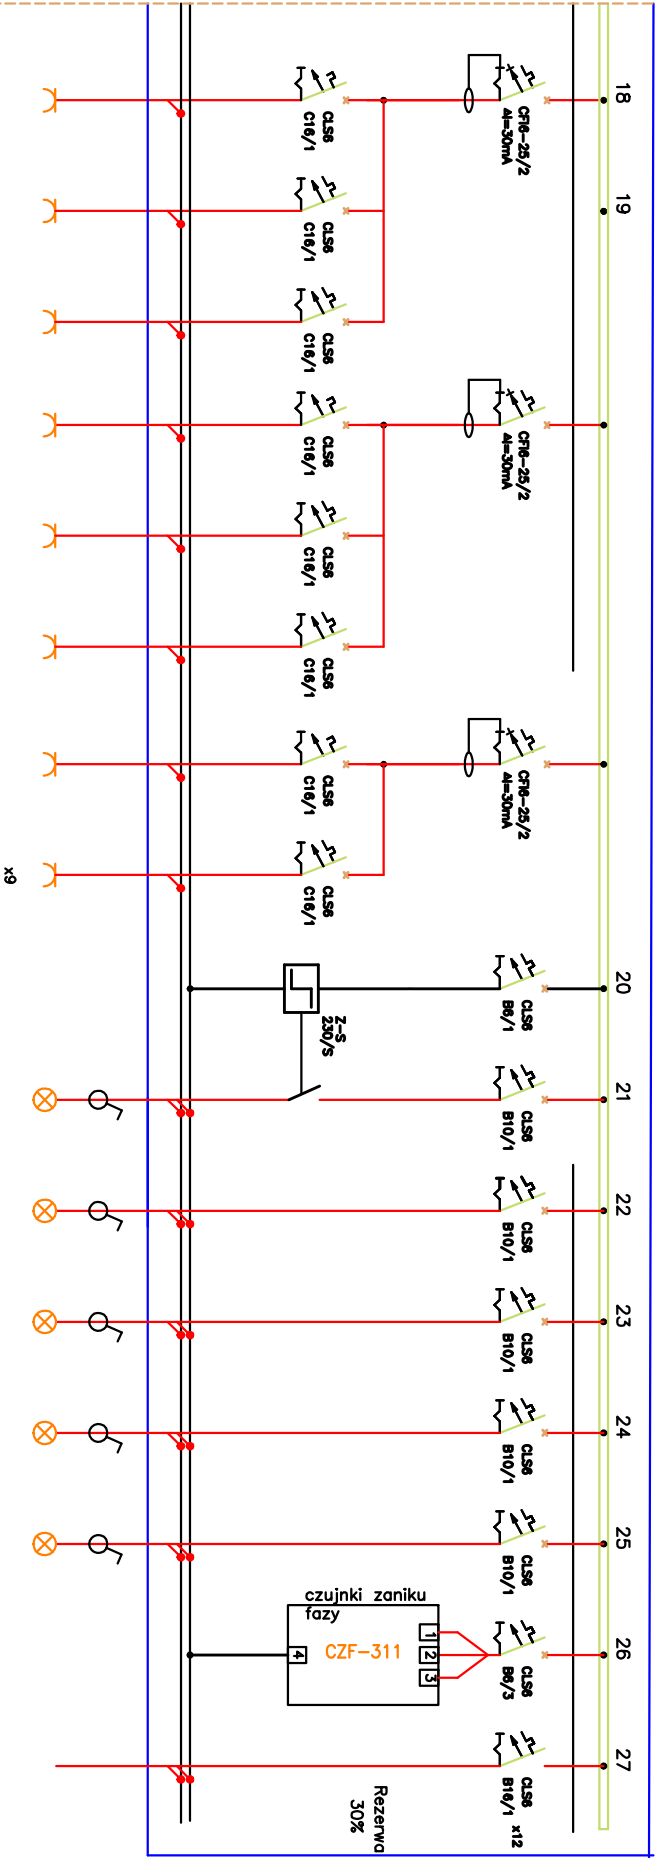 18
CFI6-25/2
ΔI=30mA
CLS6
C16/1
19
CLS6
C16/1
CLS6
C16/1
CFI6-25/2
ΔI=30mA
CLS6
C16/1
CLS6
C16/1
CLS6
C16/1
CFI6-25/2
ΔI=30mA
CLS6
C16/1
CLS6
C16/1
x9
20
CLS6
B6/1
Z-S
230/S
21
CLS6
B10/1
22
CLS6
B10/1
23
CLS6
B10/1
24
CLS6
B10/1
25
CLS6
B10/1
26
CLS6
B6/3
czujnki zaniku
fazy
CZF-311
1
2
3
4
27
CLS6
B16/1
x12
Rezerwa
30%